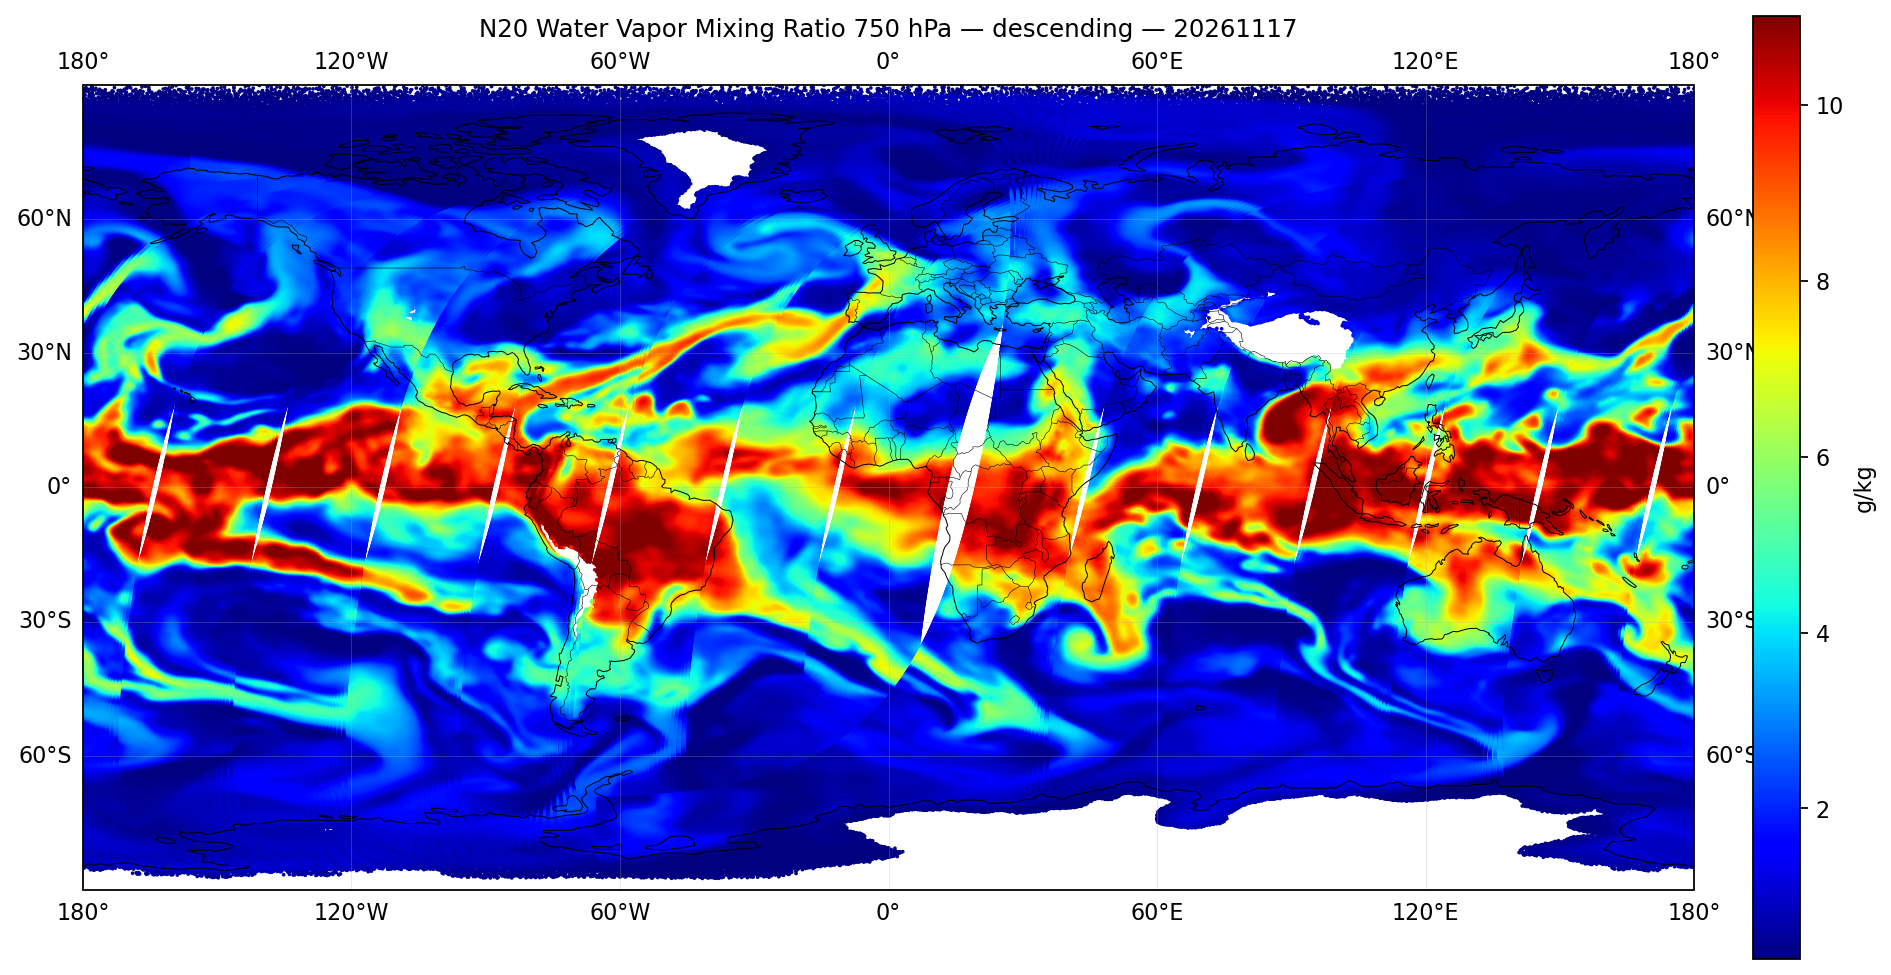 N20 Water Vapor Mixing Ratio 750 hPa — descending — 20261117
180° 120°W 60°W 0° 60°E 120°E 180°
60°N 60°N
30°N 30°N
0° 0°
30°S 30°S
60°S 60°S
180° 120°W 60°W 0° 60°E 120°E 180°
10
8
6
4
2
g/kg